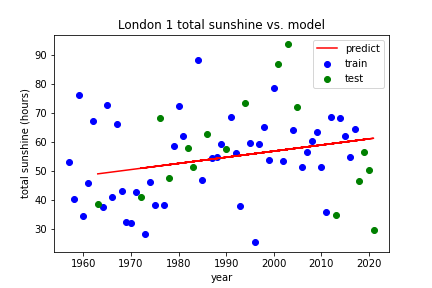 London 1 total sunshine vs. model
predict
train
test
total sunshine (hours)
90
80
70
60
50
40
30
1960
1970
1980
1990
2000
2010
2020
year